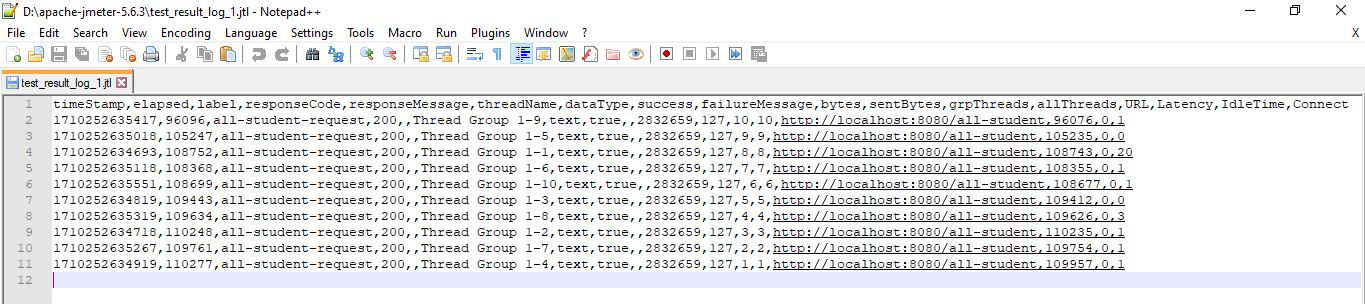 D:\apache-jmeter-5.6.3\test_result_log_1.jtl - Notepad++
File Edit Search View Encoding Language Settings Tools Macro Run Plugins Window ? X
test_result_log_1.jtl
1 timeStamp,elapsed,label,responseCode,responseMessage,threadName,dataType,success,failureMessage,bytes,sentBytes,grpThreads,allThreads,URL,Latency,IdleTime,Connect
2 1710252635417,96096,all-student-request,200,,Thread Group 1-9,text,true,,2832659,127,10,10,http://localhost:8080/all-student,96076,0,1
3 1710252635018,105247,all-student-request,200,,Thread Group 1-5,text,true,,2832659,127,9,9,http://localhost:8080/all-student,105235,0,0
4 1710252634693,108752,all-student-request,200,,Thread Group 1-1,text,true,,2832659,127,8,8,http://localhost:8080/all-student,108743,0,20
5 1710252635118,108368,all-student-request,200,,Thread Group 1-6,text,true,,2832659,127,7,7,http://localhost:8080/all-student,108355,0,1
6 1710252635551,108699,all-student-request,200,,Thread Group 1-10,text,true,,2832659,127,6,6,http://localhost:8080/all-student,108677,0,1
7 1710252634819,109443,all-student-request,200,,Thread Group 1-3,text,true,,2832659,127,5,5,http://localhost:8080/all-student,109412,0,0
8 1710252635319,109634,all-student-request,200,,Thread Group 1-8,text,true,,2832659,127,4,4,http://localhost:8080/all-student,109626,0,3
9 1710252634718,110248,all-student-request,200,,Thread Group 1-2,text,true,,2832659,127,3,3,http://localhost:8080/all-student,110235,0,1
10 1710252635267,109761,all-student-request,200,,Thread Group 1-7,text,true,,2832659,127,2,2,http://localhost:8080/all-student,109754,0,1
11 1710252634919,110277,all-student-request,200,,Thread Group 1-4,text,true,,2832659,127,1,1,http://localhost:8080/all-student,109957,0,1
12